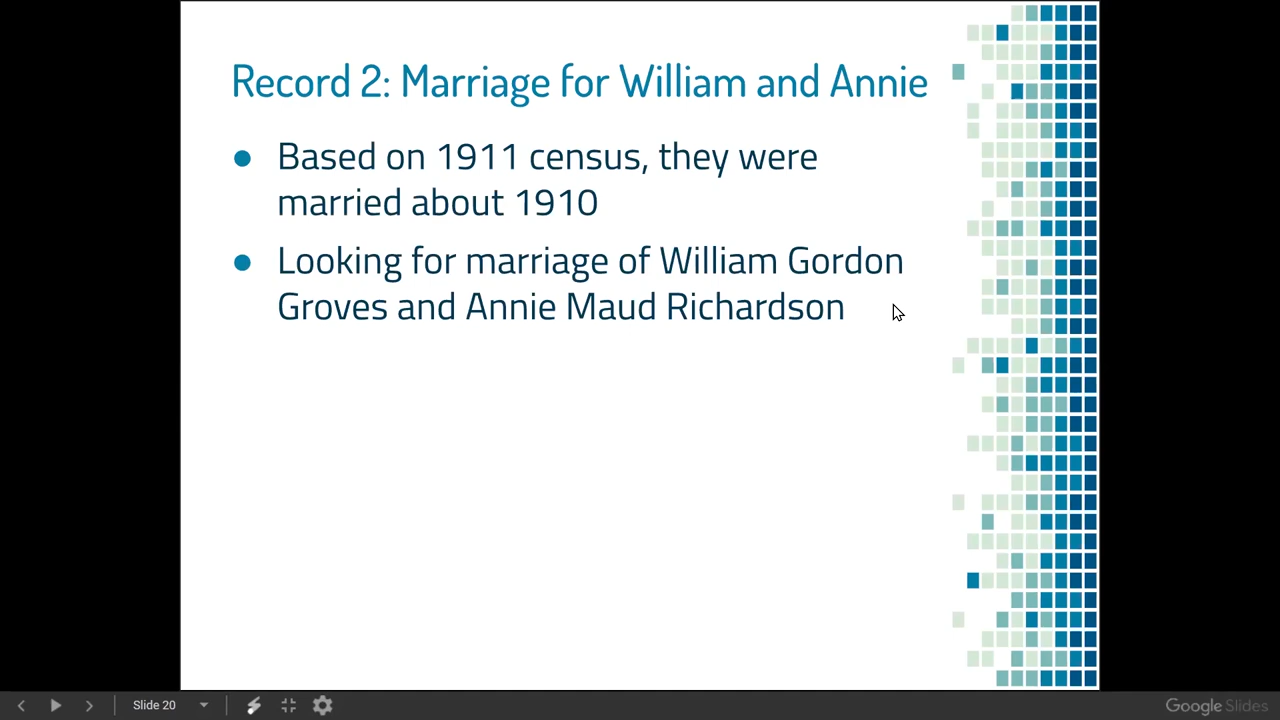 Record 2: Marriage for William and Annie
● Based on 1911 census, they were
married about 1910
● Looking for marriage of William Gordon
Groves and Annie Maud Richardson
Slide 20
Google Slides